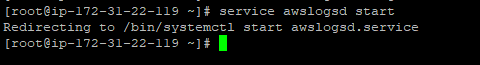 [root@ip-172-31-22-119 ~]# service awslogsd start
Redirecting to /bin/systemctl start awslogsd.service
[root@ip-172-31-22-119 ~]#